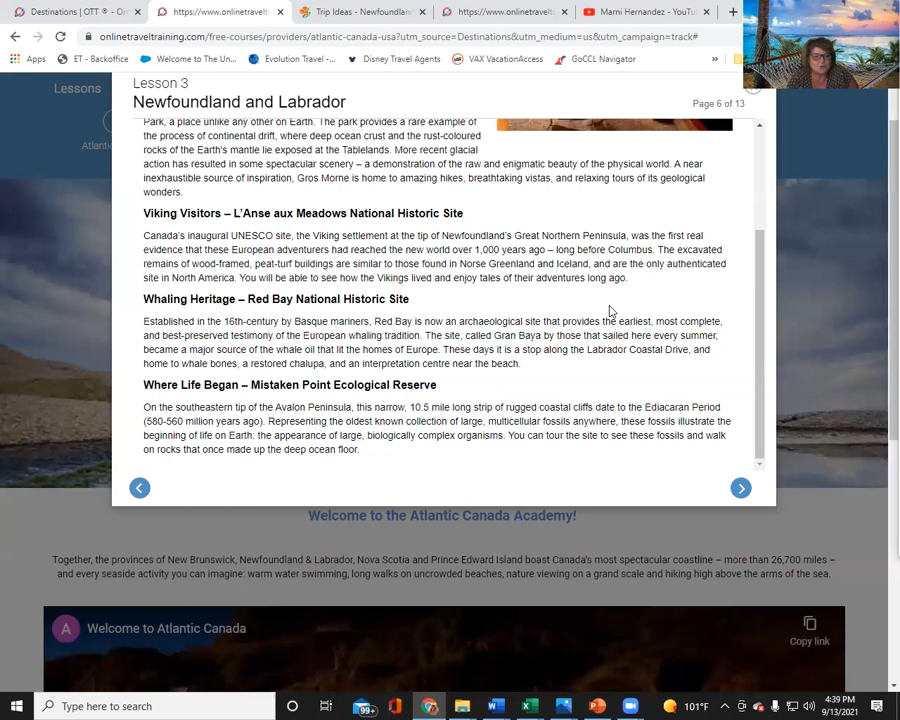 Destinations | OTT ® - On
https://www.onlinetravelt
Trip Ideas - Newfoundland
https://www.onlinetravelt
Marni Hernandez - YouTu
onlinetraveltraining.com/free-courses/providers/atlantic-canada-usa?utm_source=Destinations&utm_medium=us&utm_campaign=track#
Apps
ET - Backoffice
Welcome to The Un...
Evolution Travel -...
Disney Travel Agents
VAX VacationAccess
GoCCL Navigator
»
Lessons
Lesson 3
Newfoundland and Labrador
Page 6 of 13
Park, a place unlike any other on Earth. The park provides a rare example of
the process of continental drift, where deep ocean crust and the rust-coloured
rocks of the Earth's mantle lie exposed at the Tablelands. More recent glacial
action has resulted in some spectacular scenery – a demonstration of the raw and enigmatic beauty of the physical world. A near
inexhaustible source of inspiration, Gros Morne is home to amazing hikes, breathtaking vistas, and relaxing tours of its geological
wonders.
Viking Visitors – L'Anse aux Meadows National Historic Site
Canada's inaugural UNESCO site, the Viking settlement at the tip of Newfoundland's Great Northern Peninsula, was the first real
evidence that these European adventurers had reached the new world over 1,000 years ago – long before Columbus. The excavated
remains of wood-framed, peat-turf buildings are similar to those found in Norse Greenland and Iceland, and are the only authenticated
site in North America. You will be able to see how the Vikings lived and enjoy tales of their adventures long ago.
Whaling Heritage – Red Bay National Historic Site
Established in the 16th-century by Basque mariners, Red Bay is now an archaeological site that provides the earliest, most complete,
and best-preserved testimony of the European whaling tradition. The site, called Gran Baya by those that sailed here every summer,
became a major source of the whale oil that lit the homes of Europe. These days it is a stop along the Labrador Coastal Drive, and
home to whale bones, a restored chalupa, and an interpretation centre near the beach.
Where Life Began – Mistaken Point Ecological Reserve
On the southeastern tip of the Avalon Peninsula, this narrow, 10.5 mile long strip of rugged coastal cliffs date to the Ediacaran Period
(580-560 million years ago). Representing the oldest known collection of large, multicellular fossils anywhere, these fossils illustrate the
beginning of life on Earth: the appearance of large, biologically complex organisms. You can tour the site to see these fossils and walk
on rocks that once made up the deep ocean floor.
Atlanti
Welcome to the Atlantic Canada Academy!
Together, the provinces of New Brunswick, Newfoundland & Labrador, Nova Scotia and Prince Edward Island boast Canada's most spectacular coastline – more than 26,700 miles –
and every seaside activity you can imagine: warm water swimming, long walks on uncrowded beaches, nature viewing on a grand scale and hiking high above the arms of the sea.
A
Welcome to Atlantic Canada
Copy link
Type here to search
99+
101°F
4:39 PM
9/13/2021